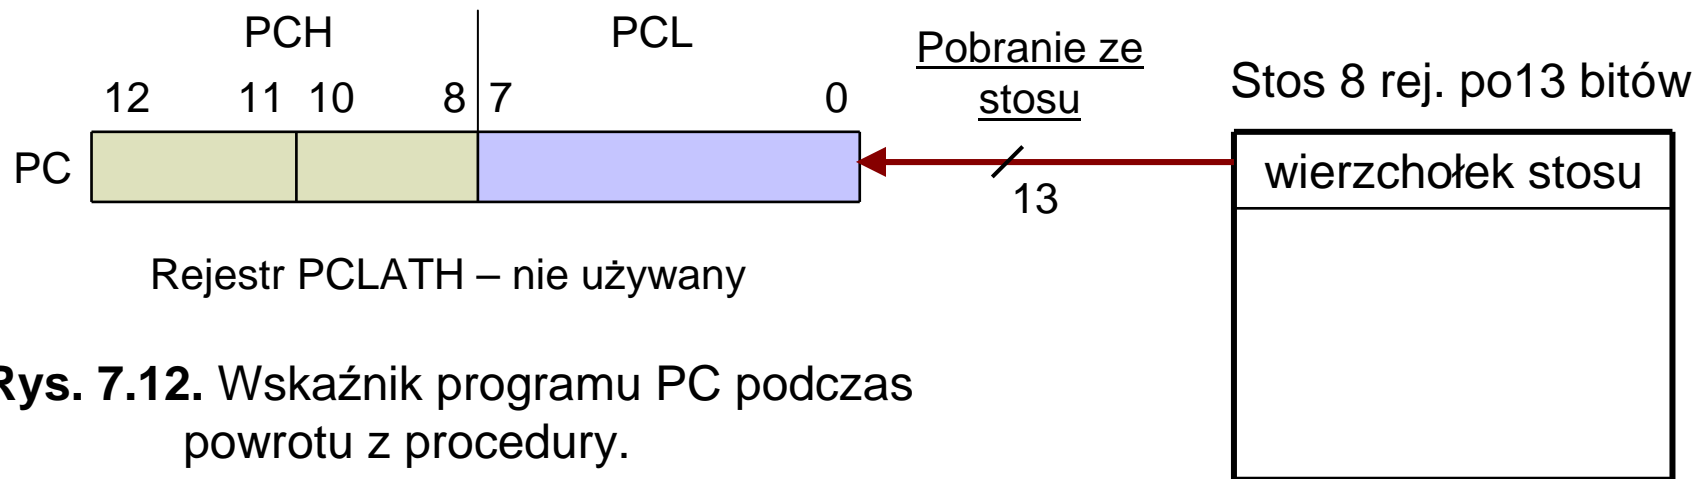 PCH PCL
12 11 10 8 7 0
PC
Pobranie ze
stosu
13
Stos 8 rej. po13 bitów
wierzchołek stosu
Rejestr PCLATH – nie używany
Rys. 7.12. Wskaźnik programu PC podczas
powrotu z procedury.